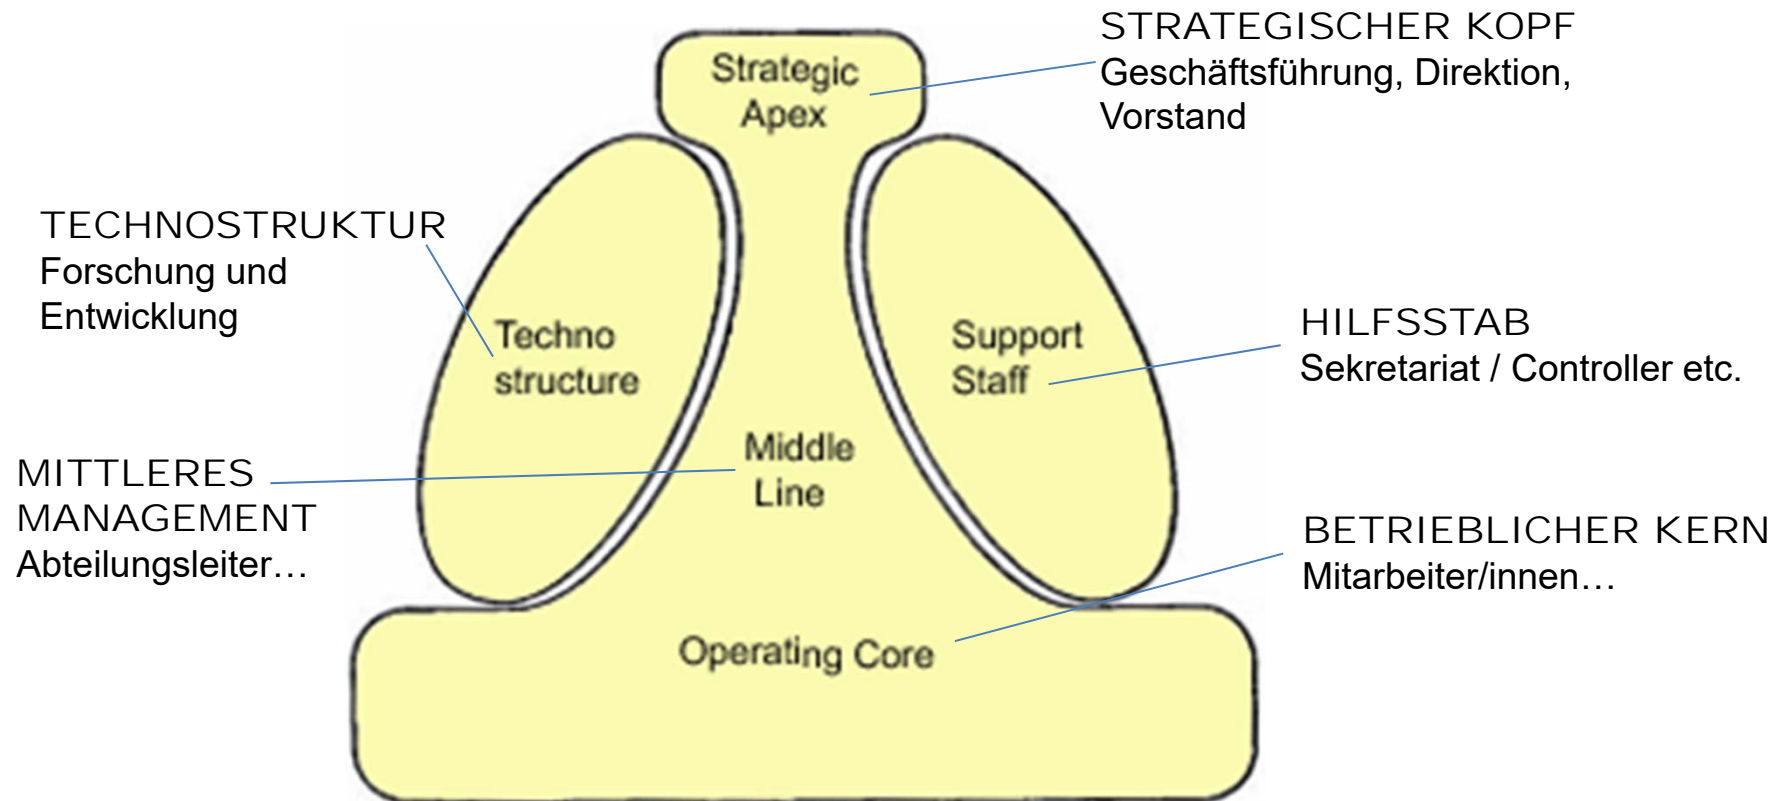 STRATEGISCHER KOPF
Geschäftsführung, Direktion,
Vorstand
Strategic
Apex
TECHNOSTRUKTUR
Forschung und
Entwicklung
Techno
structure
Support
Staff
HILFSSTAB
Sekretariat / Controller etc.
MITTLERES
MANAGEMENT
Abteilungsleiter…
Middle
Line
BETRIEBLICHER KERN
Mitarbeiter/innen…
Operating Core